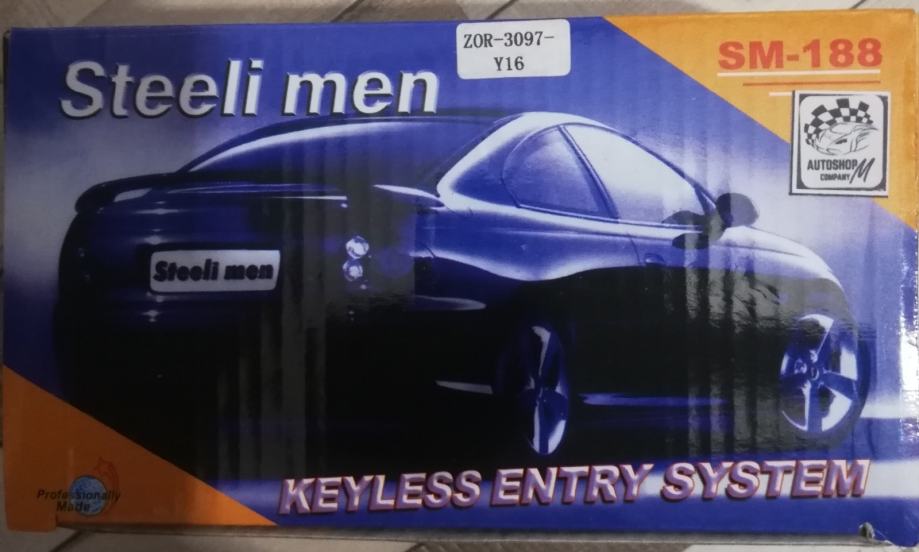 Steeli men
ZOR-3097-
Y16
SM-188
AUTOSHOP
COMPANY M
Steeli men
Professionally
Made
KEYLESS ENTRY SYSTEM